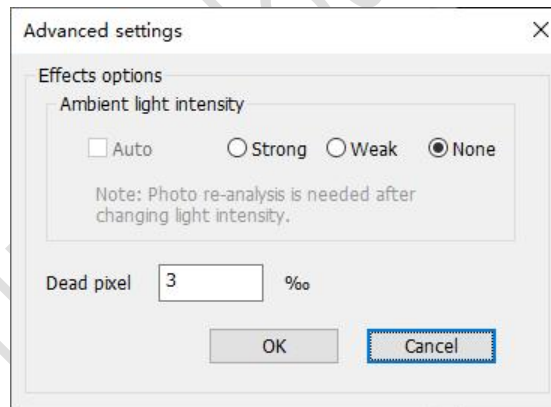 Advanced settings
Effects options
Ambient light intensity
Auto Strong Weak None
Note: Photo re-analysis is needed after
changing light intensity.
Dead pixel 3 ‰
OK Cancel